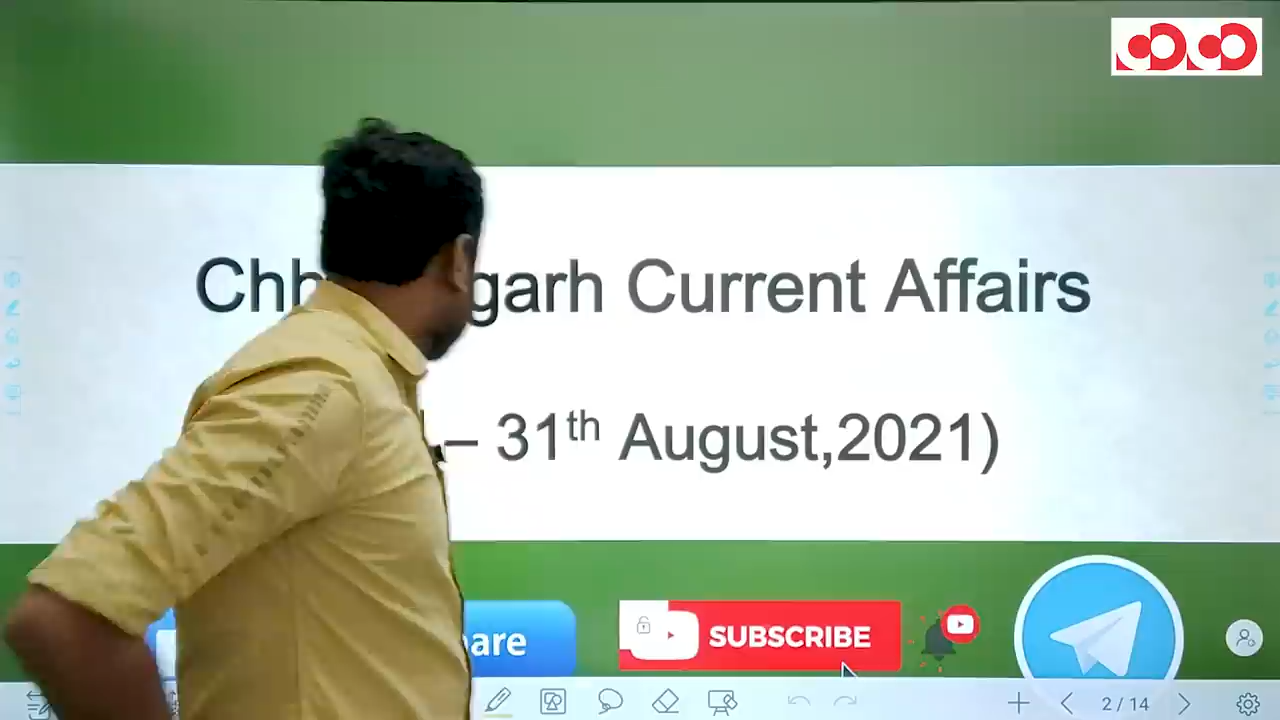 garh Current Affairs
– 31th August,2021)
are
SUBSCRIBE
2 / 14